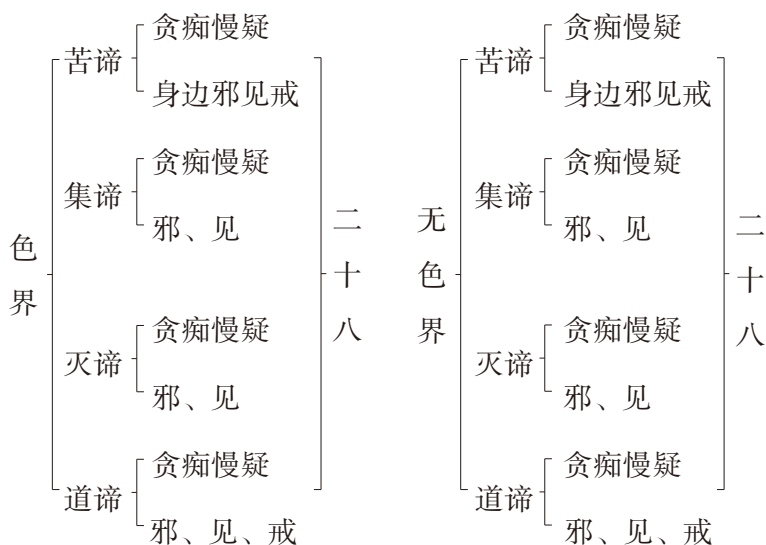 色界
苦谛
贪痴慢疑
身边邪见戒
集谛
贪痴慢疑
邪、见
灭谛
贪痴慢疑
邪、见
道谛
贪痴慢疑
邪、见、戒
二十八
无色界
苦谛
贪痴慢疑
身边邪见戒
集谛
贪痴慢疑
邪、见
灭谛
贪痴慢疑
邪、见
道谛
贪痴慢疑
邪、见、戒
二十八